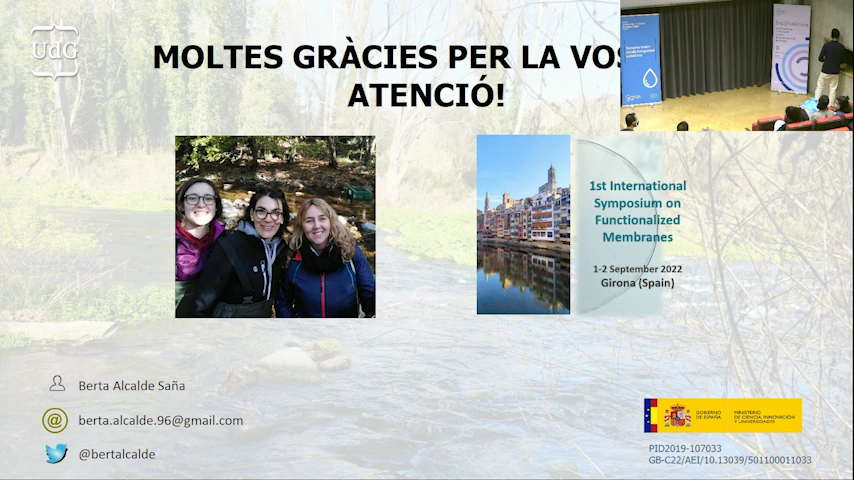 UdG
MOLTES GRÀCIES PER LA VOS
ATENCIÓ!
1st International
Symposium on
Functionalized
Membranes
1-2 September 2022
Girona (Spain)
Berta Alcalde Saña
berta.alcalde.96@gmail.com
@bertalcalde
GOBIERNO
DE ESPAÑA
MINISTERIO
DE CIENCIA, INNOVACIÓN
Y UNIVERSIDADES
PID2019-107033
GB-C22/AEI/10.13039/501100011033